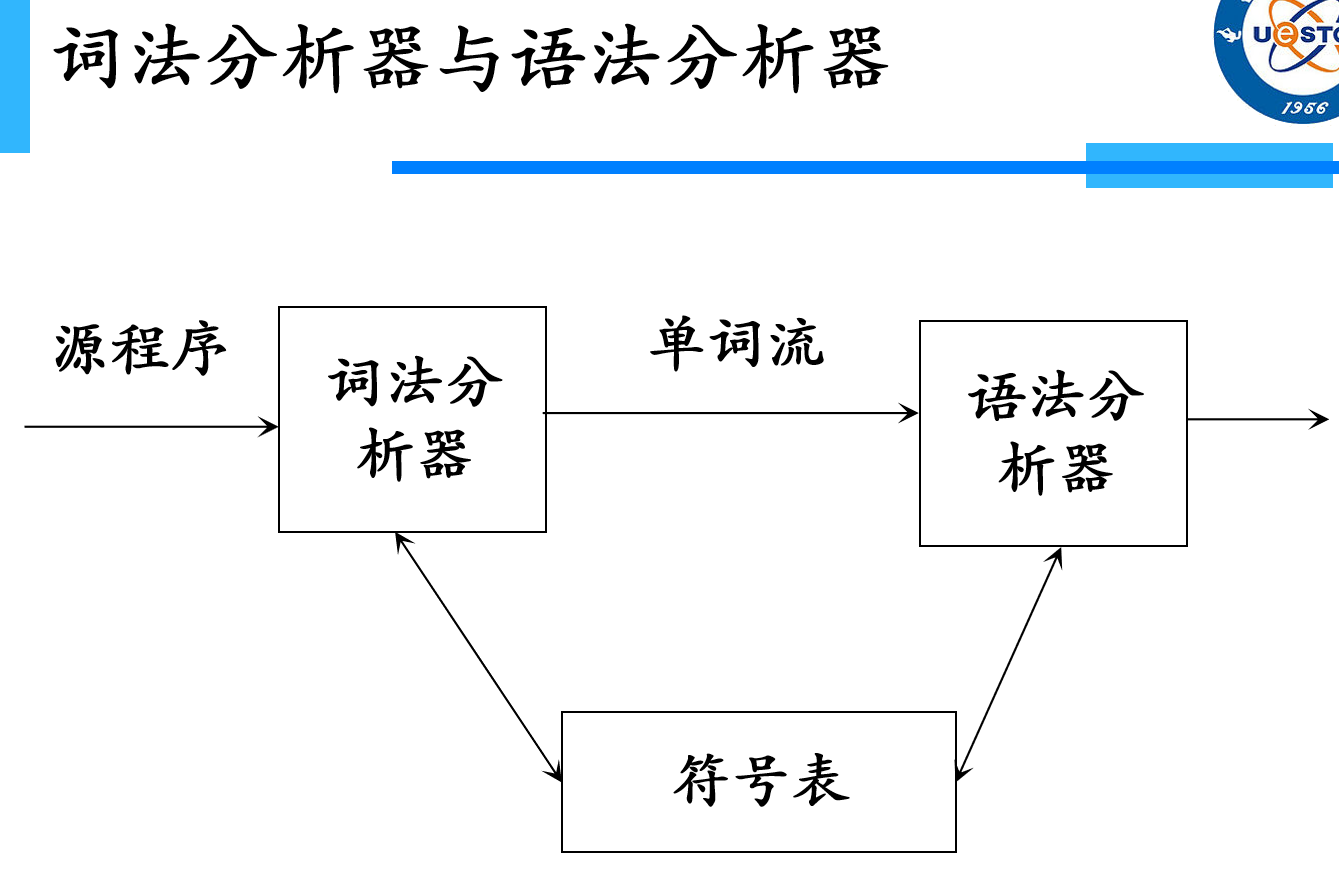 词法分析器与语法分析器
1956
源程序
单词流
词法分
析器
语法分
析器
符号表